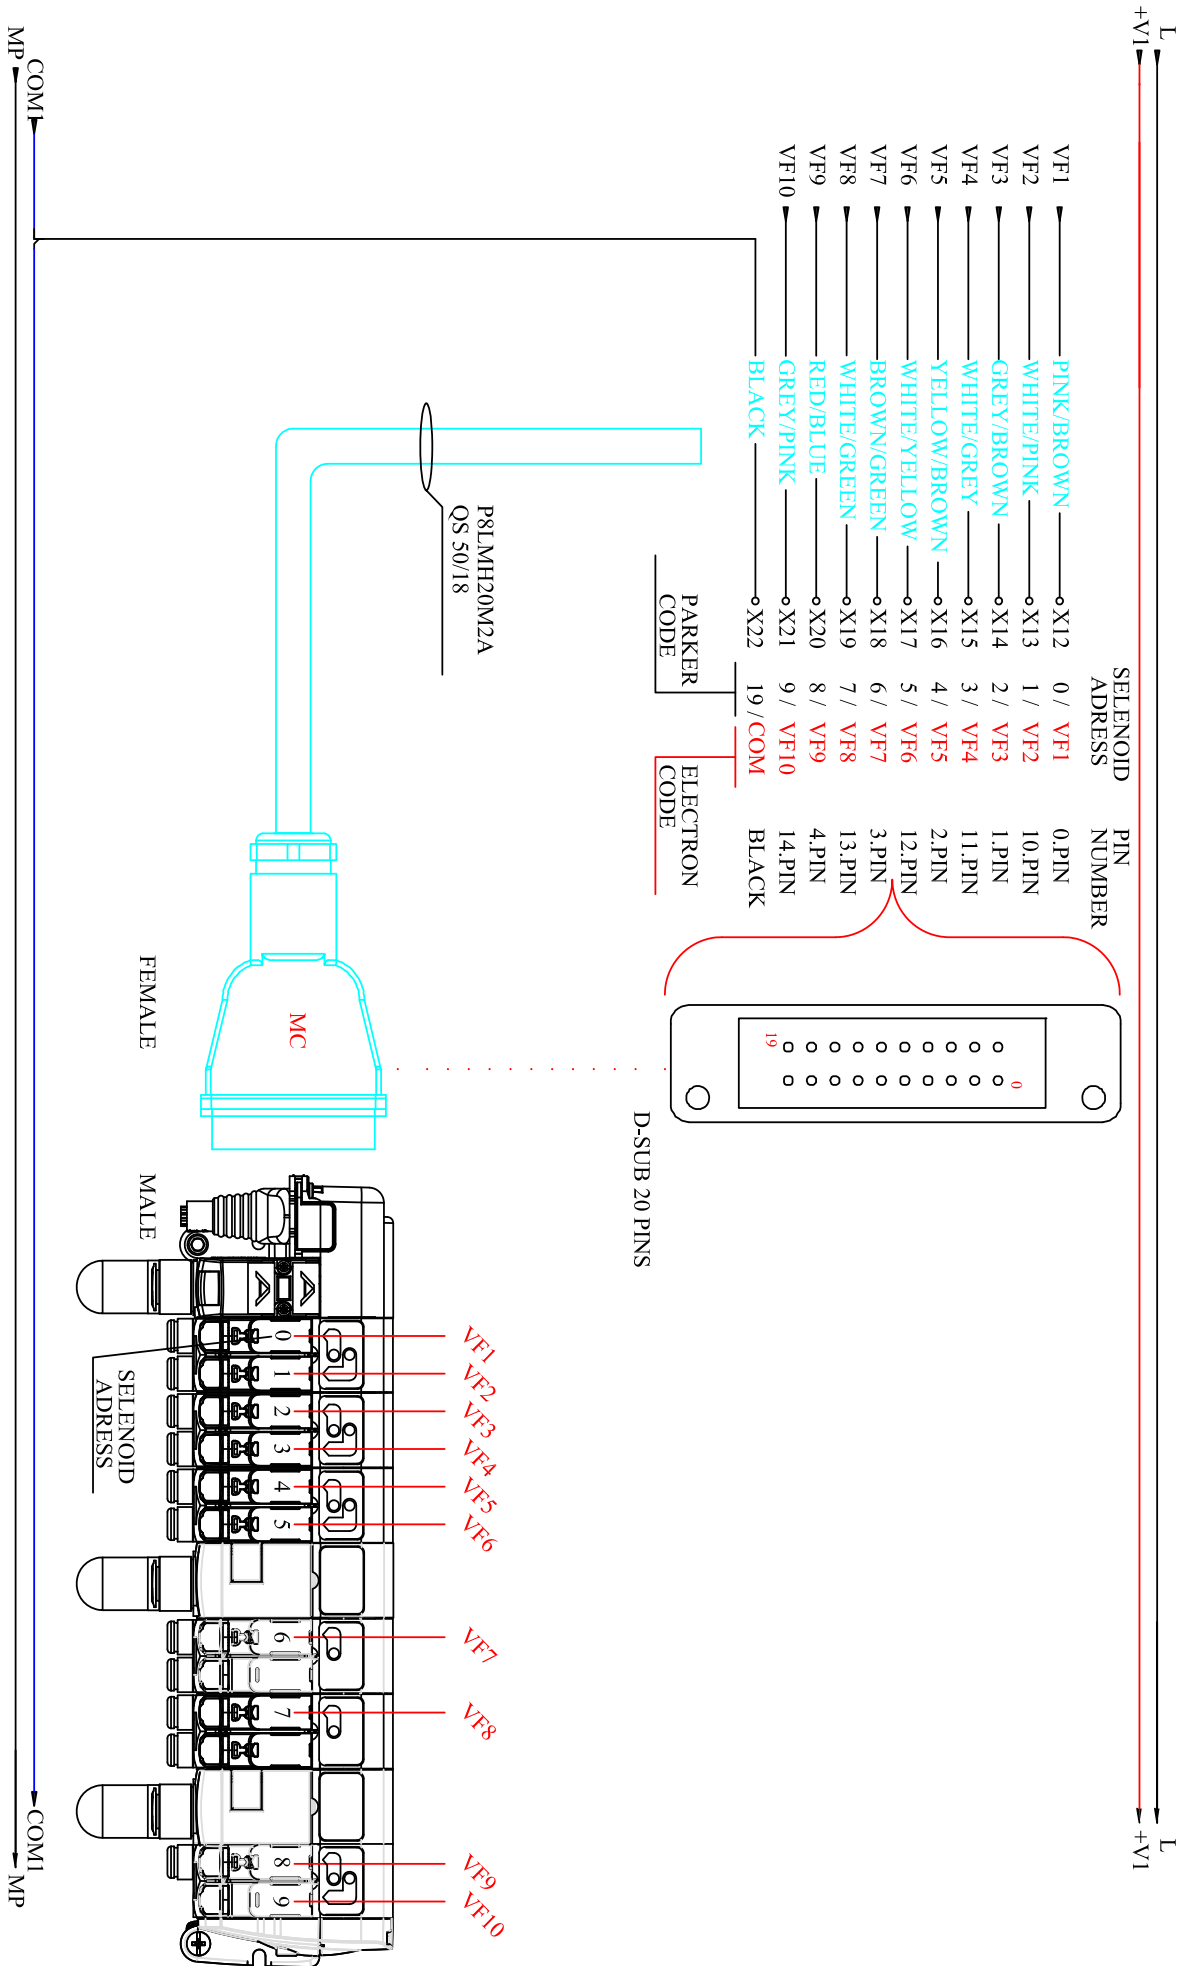 L
+V1
L
+V1
SELENOID
ADRESS
PIN
NUMBER
VF1 PINK/BROWN X12 0 / VF1 0.PIN
VF2 WHITE/PINK X13 1 / VF2 10.PIN
VF3 GREY/BROWN X14 2 / VF3 1.PIN
VF4 WHITE/GREY X15 3 / VF4 11.PIN
VF5 YELLOW/BROWN X16 4 / VF5 2.PIN
VF6 WHITE/YELLOW X17 5 / VF6 12.PIN
VF7 BROWN/GREEN X18 6 / VF7 3.PIN
VF8 WHITE/GREEN X19 7 / VF8 13.PIN
VF9 RED/BLUE X20 8 / VF9 4.PIN
VF10 GREY/PINK X21 9 / VF10 14.PIN
BLACK X22 19 / COM BLACK
PARKER
CODE
ELECTRON
CODE
0
19
D-SUB 20 PINS
P8LMH20M2A
QS 50/18
MC
FEMALE
MALE
VF1
VF2
VF3
VF4
VF5
VF6
VF7
VF8
VF9
VF10
0
1
2
3
4
5
6
7
8
9
SELENOID
ADRESS
COM1
MP
COM1
MP